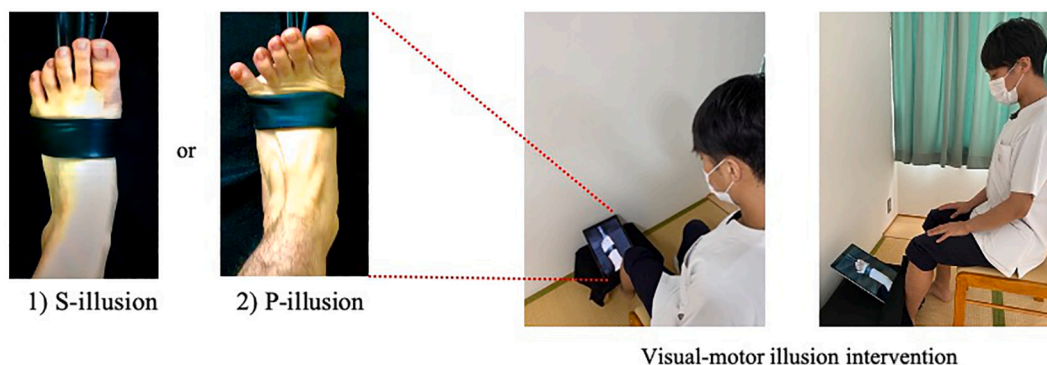 or
1) S-illusion
2) P-illusion
Visual-motor illusion intervention